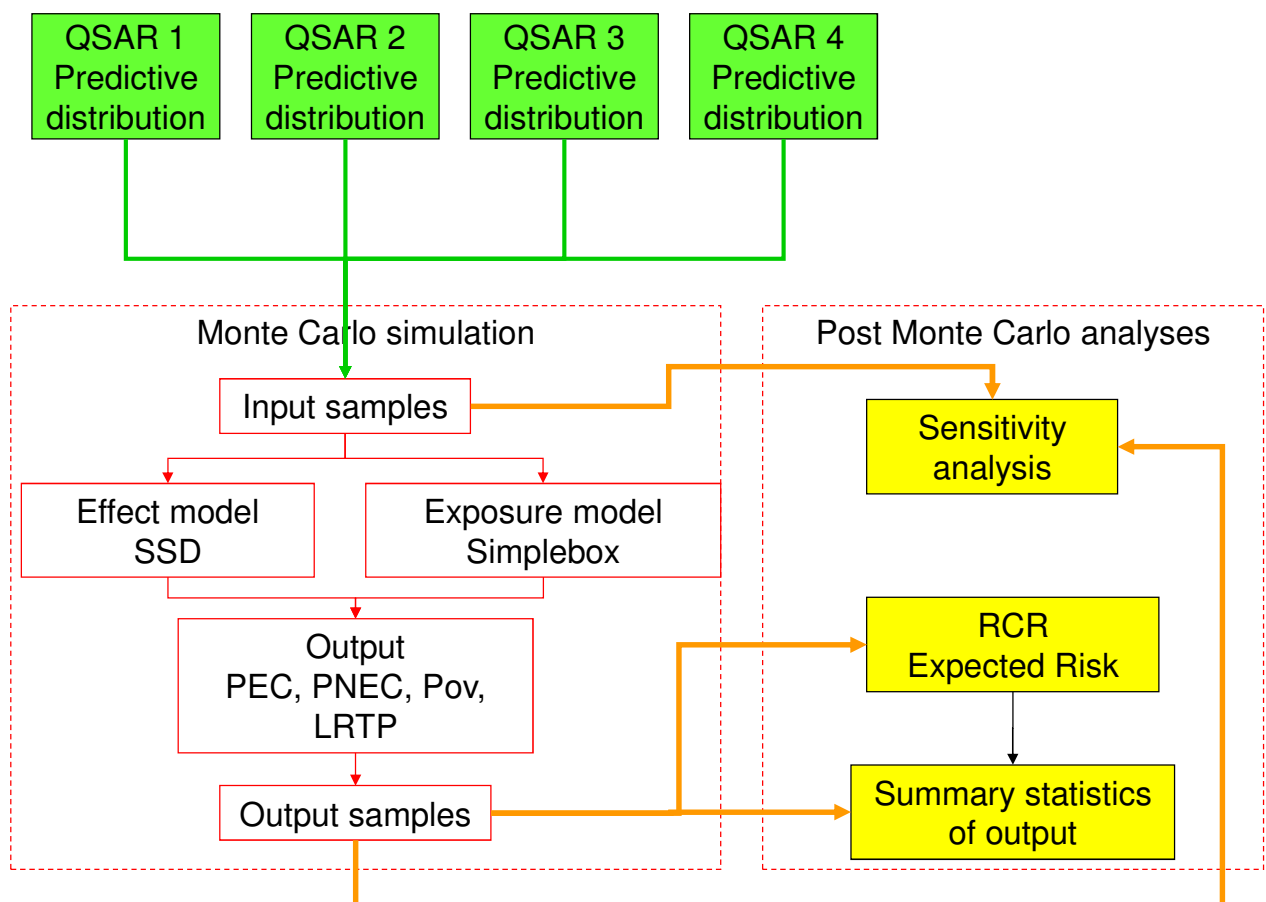 QSAR 1
Predictive
distribution
QSAR 2
Predictive
distribution
QSAR 3
Predictive
distribution
QSAR 4
Predictive
distribution
Monte Carlo simulation
Input samples
Effect model
SSD
Exposure model
Simplebox
Output
PEC, PNEC, Pov,
LRTP
Output samples
Post Monte Carlo analyses
Sensitivity
analysis
RCR
Expected Risk
Summary statistics
of output